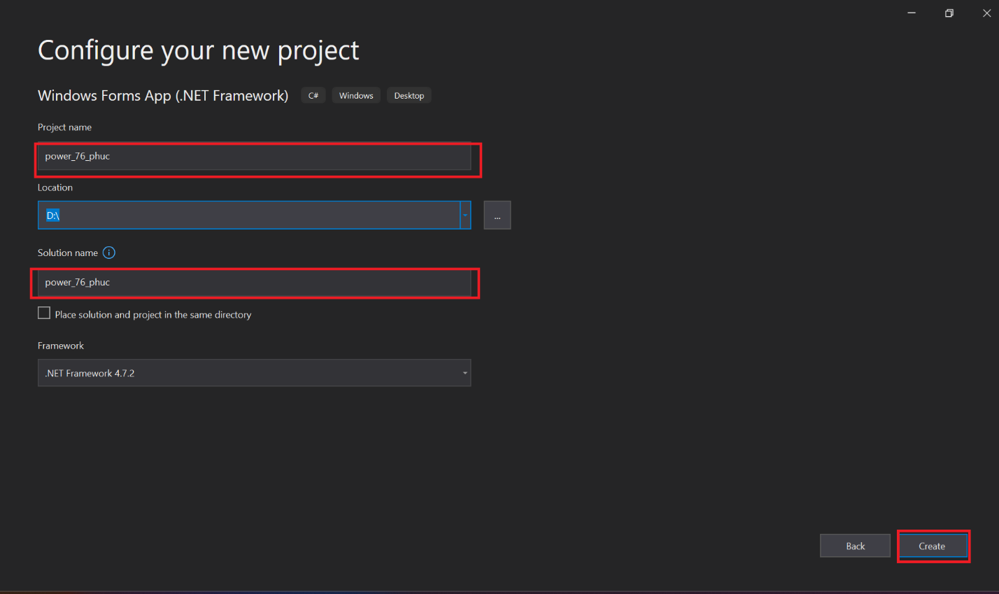 Configure your new project
Windows Forms App (.NET Framework) C# Windows Desktop
Project name
power_76_phuc
Location
D:\
...
Solution name
power_76_phuc
Place solution and project in the same directory
Framework
.NET Framework 4.7.2
Back Create